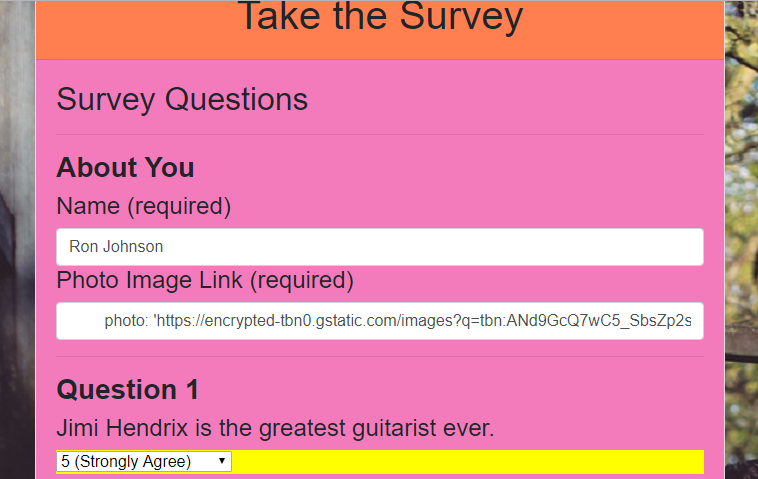 Take the Survey
Survey Questions
About You
Name (required)
Ron Johnson
Photo Image Link (required)
photo: 'https://encrypted-tbn0.gstatic.com/images?q=tbn:ANd9GcQ7wC5_SbsZp2s
Question 1
Jimi Hendrix is the greatest guitarist ever.
5 (Strongly Agree)